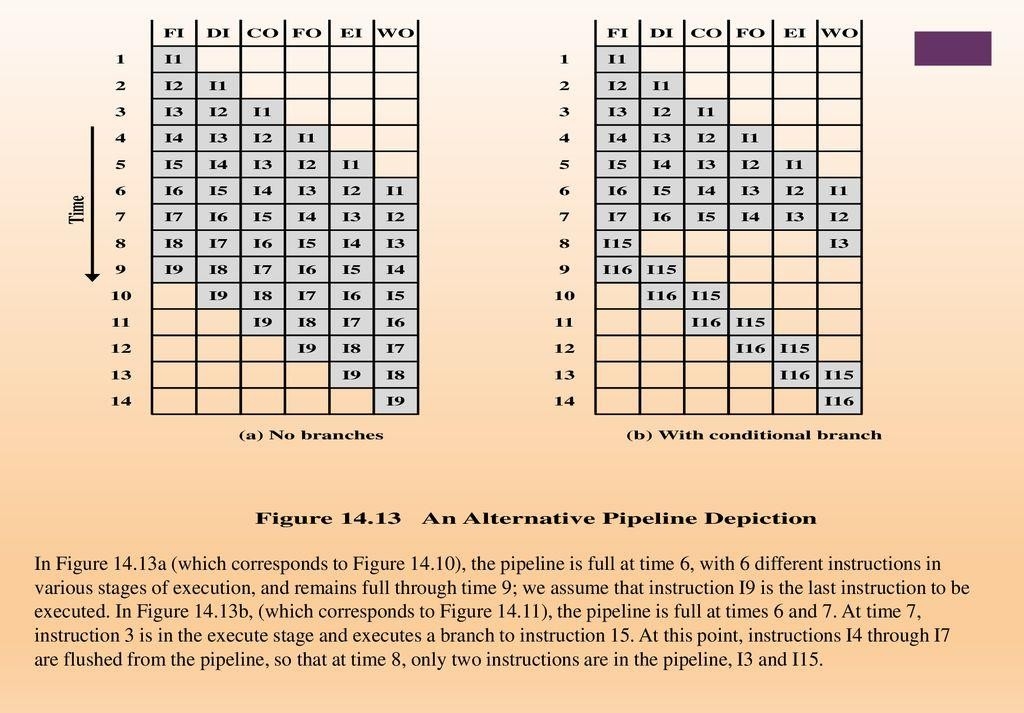 FI DI CO FO EI WO FI DI CO FO EI WO
1 I1 1 I1
2 I2 I1 2 I2 I1
3 I3 I2 I1 3 I3 I2 I1
4 I4 I3 I2 I1 4 I4 I3 I2 I1
5 I5 I4 I3 I2 I1 5 I5 I4 I3 I2 I1
6 I6 I5 I4 I3 I2 I1 6 I6 I5 I4 I3 I2 I1
Time
7 I7 I6 I5 I4 I3 I2 7 I7 I6 I5 I4 I3 I2
8 I8 I7 I6 I5 I4 I3 8 I15 I3
9 I9 I8 I7 I6 I5 I4 9 I16 I15
10 I9 I8 I7 I6 I5 10 I16 I15
11 I9 I8 I7 I6 11 I16 I15
12 I9 I8 I7 12 I16 I15
13 I9 I8 13 I16 I15
14 I9 14 I16
(a) No branches (b) With conditional branch
Figure 14.13 An Alternative Pipeline Depiction
In Figure 14.13a (which corresponds to Figure 14.10), the pipeline is full at time 6, with 6 different instructions in
various stages of execution, and remains full through time 9; we assume that instruction I9 is the last instruction to be
executed. In Figure 14.13b, (which corresponds to Figure 14.11), the pipeline is full at times 6 and 7. At time 7,
instruction 3 is in the execute stage and executes a branch to instruction 15. At this point, instructions I4 through I7
are flushed from the pipeline, so that at time 8, only two instructions are in the pipeline, I3 and I15.